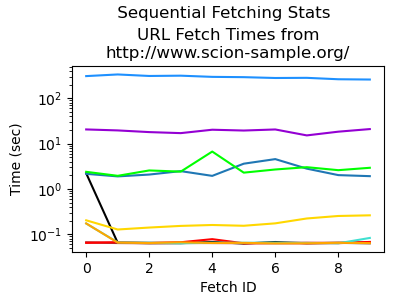 Sequential Fetching Stats
URL Fetch Times from
http://www.scion-sample.org/
Time (sec)
10²
10¹
10⁰
10⁻¹
0 2 4 6 8
Fetch ID